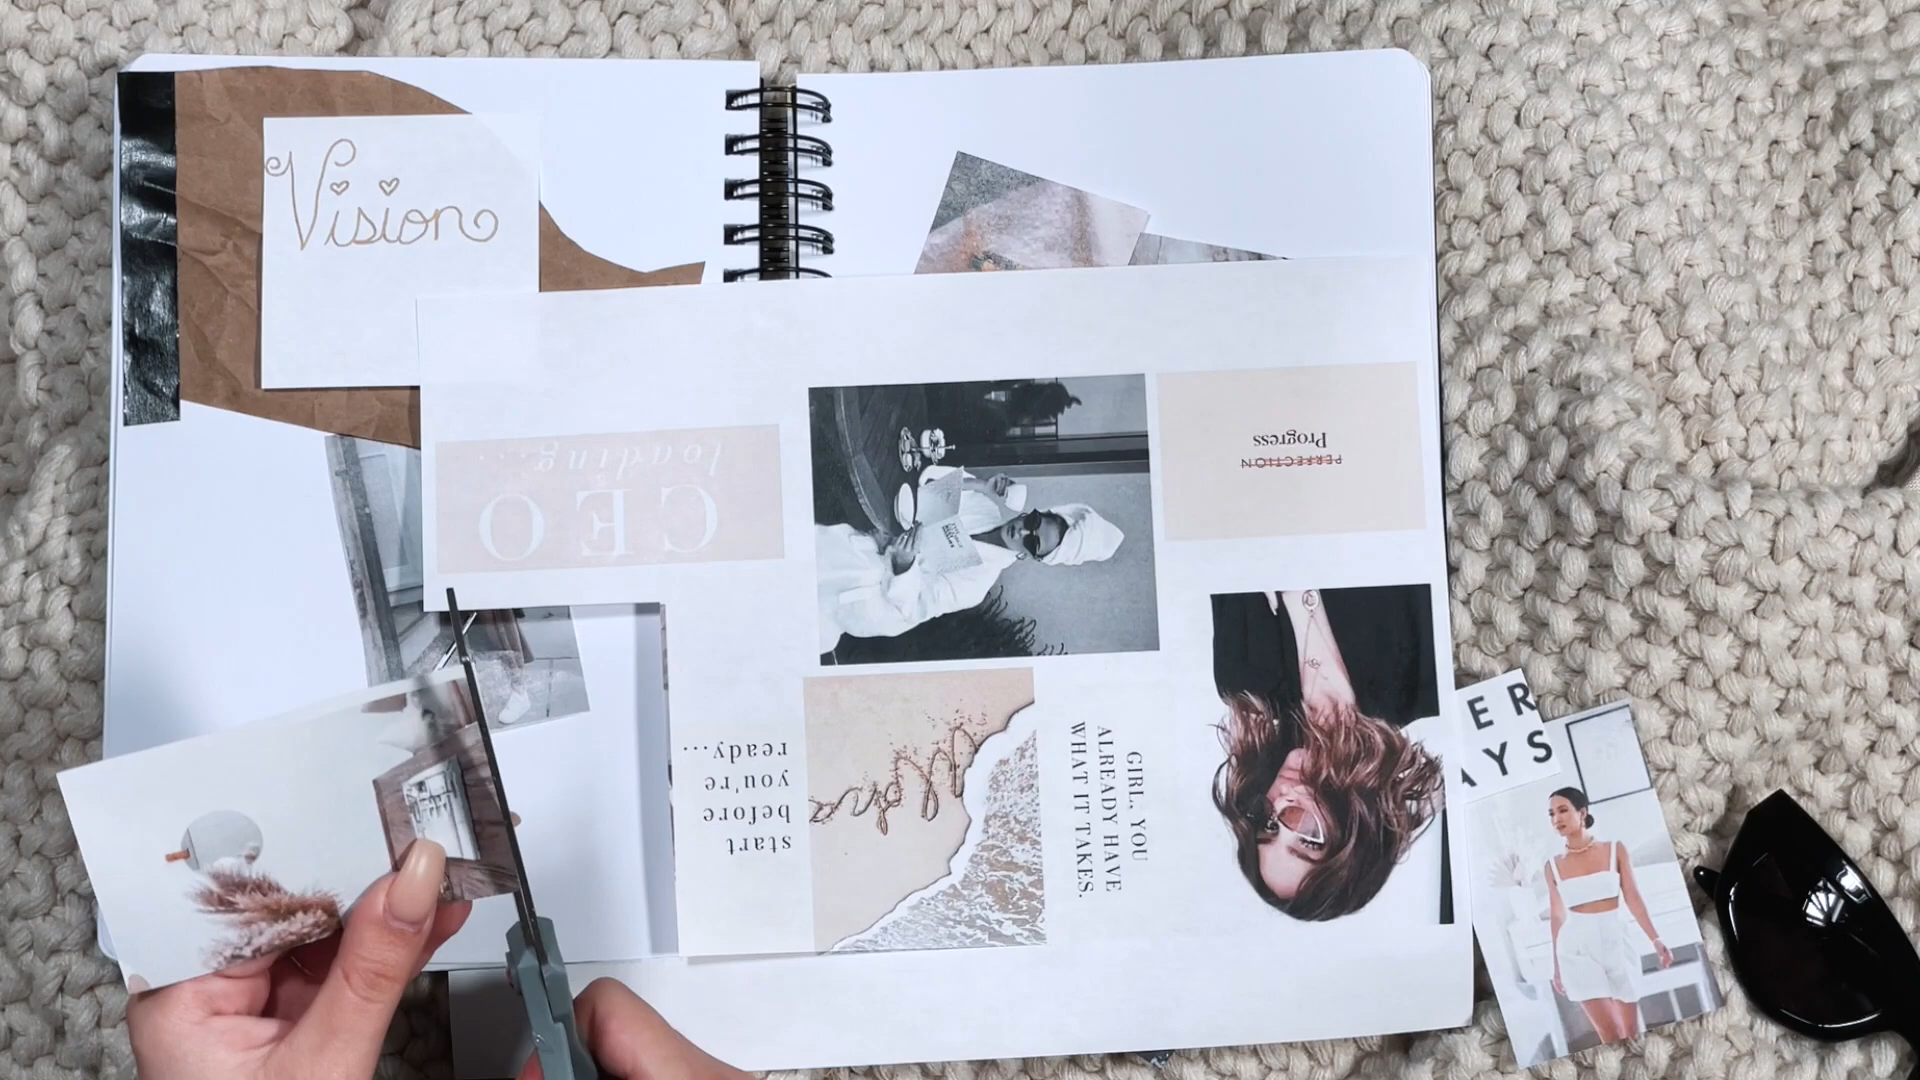 Vision
CEO
loading...
PERFECTION
Progress
start
before
you're
ready...
GIRL, YOU
ALREADY HAVE
WHAT IT TAKES.
ER
AYS